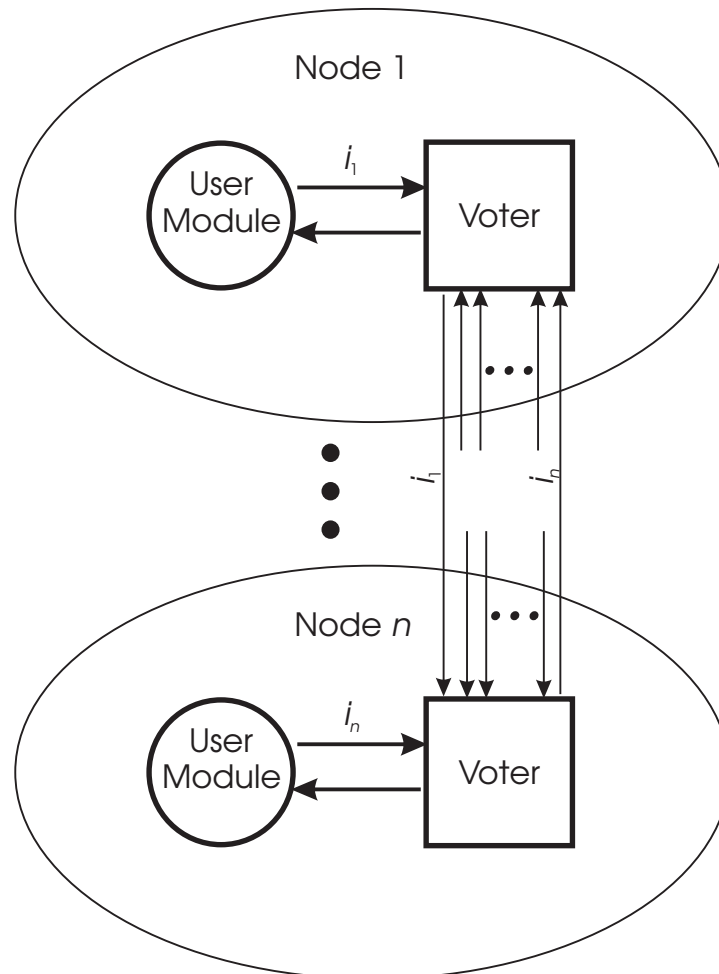 Node 1
User
Module
i₁
Voter
i₁
iₙ
Node n
User
Module
iₙ
Voter